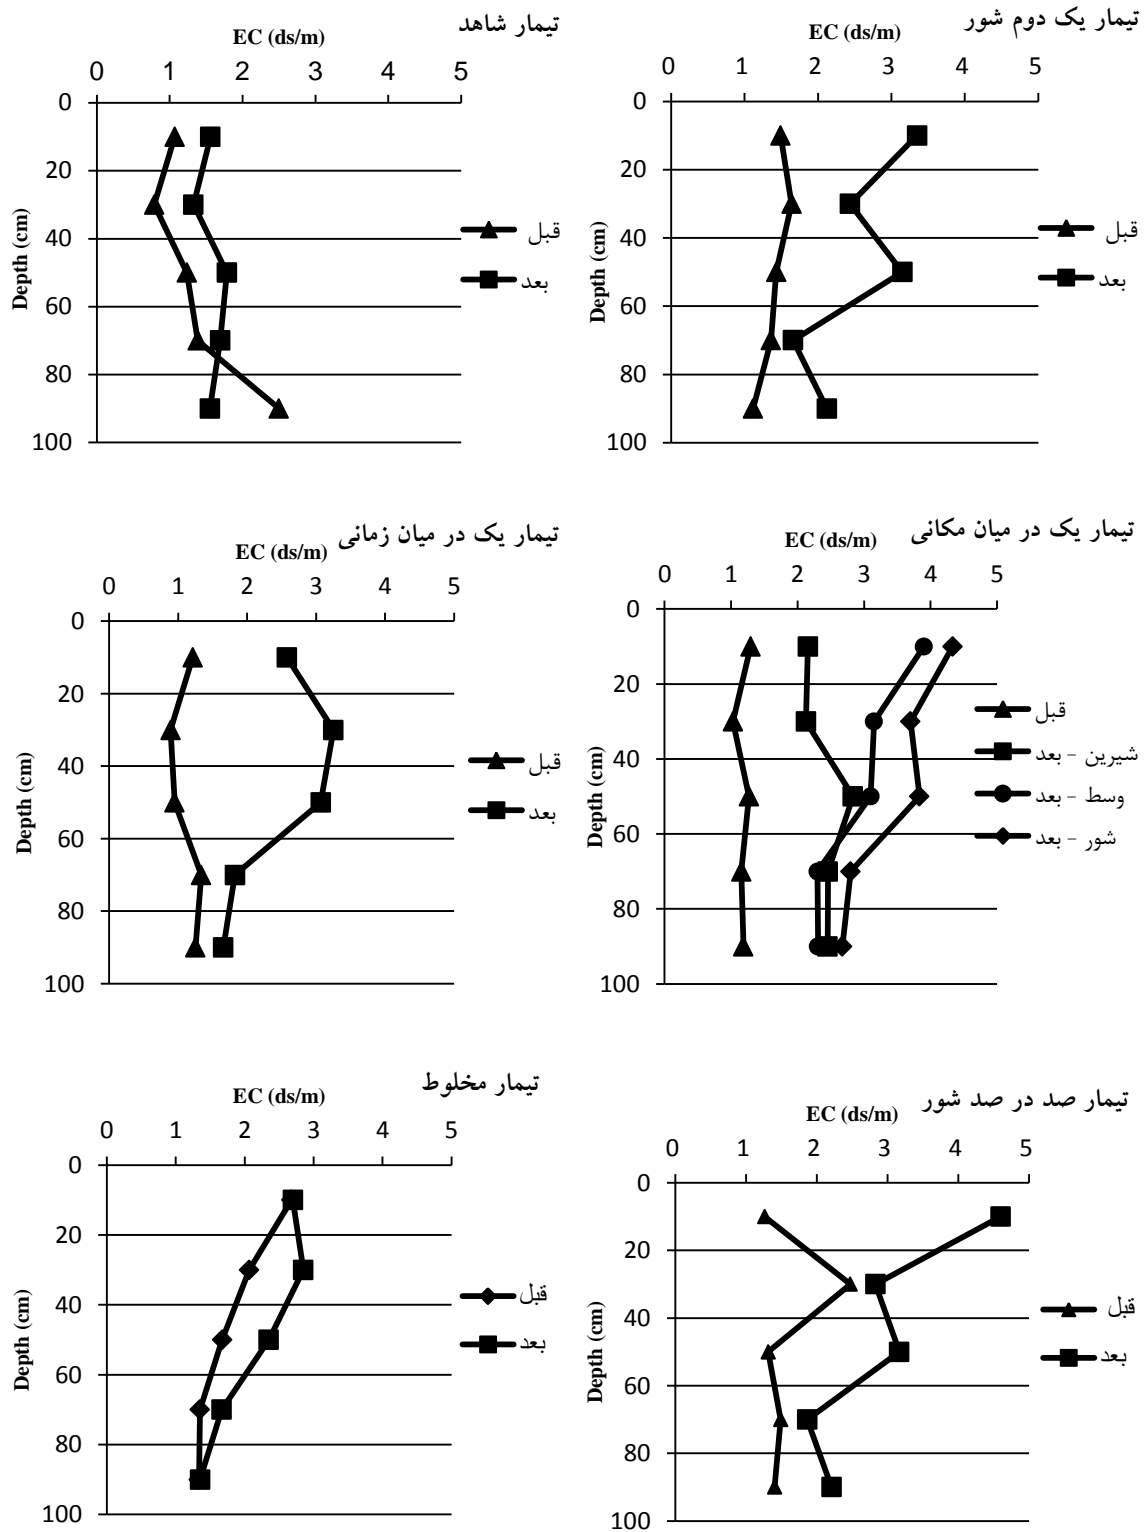 تیمار شاهد
EC (ds/m)
0 1 2 3 4 5
0
20
40
60
80
100
Depth (cm)
قبل
بعد
تیمار یک دوم شور
EC (ds/m)
0 1 2 3 4 5
0
20
40
60
80
100
Depth (cm)
قبل
بعد
تیمار یک در میان زمانی
EC (ds/m)
0 1 2 3 4 5
0
20
40
60
80
100
Depth (cm)
قبل
بعد
تیمار یک در میان مکانی
EC (ds/m)
0 1 2 3 4 5
0
20
40
60
80
100
Depth (cm)
قبل
شیرین - بعد
وسط - بعد
شور - بعد
تیمار مخلوط
EC (ds/m)
0 1 2 3 4 5
0
20
40
60
80
100
Depth (cm)
قبل
بعد
تیمار صد در صد شور
EC (ds/m)
0 1 2 3 4 5
0
20
40
60
80
100
Depth (cm)
قبل
بعد